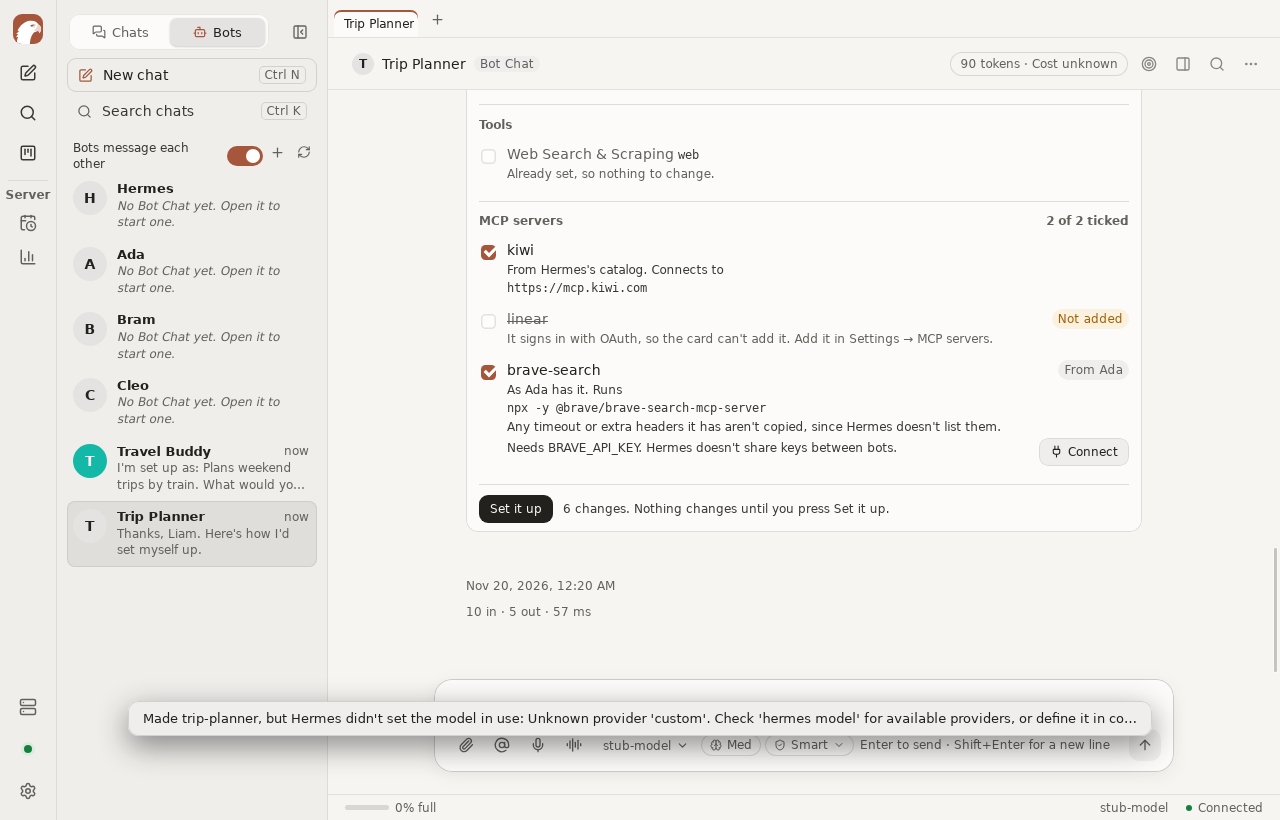 Chats
Bots
New chat
Ctrl N
Search chats
Ctrl K
Bots message each
other
Server
H
Hermes
No Bot Chat yet. Open it to
start one.
A
Ada
No Bot Chat yet. Open it to
start one.
B
Bram
No Bot Chat yet. Open it to
start one.
C
Cleo
No Bot Chat yet. Open it to
start one.
T
Travel Buddy
now
I'm set up as: Plans weekend
trips by train. What would yo…
T
Trip Planner
now
Thanks, Liam. Here's how I'd
set myself up.
Trip Planner
T
Trip Planner
Bot Chat
90 tokens · Cost unknown
Tools
Web Search & Scraping web
Already set, so nothing to change.
MCP servers
2 of 2 ticked
kiwi
From Hermes's catalog. Connects to
https://mcp.kiwi.com
linear
Not added
It signs in with OAuth, so the card can't add it. Add it in Settings → MCP servers.
brave-search
From Ada
As Ada has it. Runs
npx -y @brave/brave-search-mcp-server
Any timeout or extra headers it has aren't copied, since Hermes doesn't list them.
Needs BRAVE_API_KEY. Hermes doesn't share keys between bots.
Connect
Set it up
6 changes. Nothing changes until you press Set it up.
Nov 20, 2026, 12:20 AM
10 in · 5 out · 57 ms
Made trip-planner, but Hermes didn't set the model in use: Unknown provider 'custom'. Check 'hermes model' for available providers, or define it in co…
stub-model
Med
Smart
Enter to send · Shift+Enter for a new line
0% full
stub-model
Connected